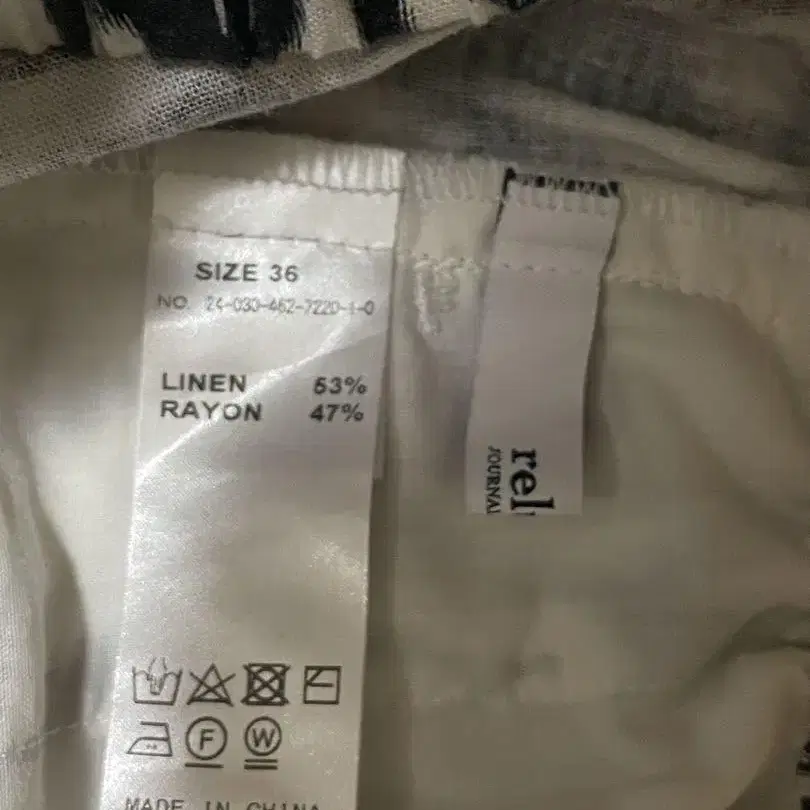 SIZE 36
NO. 24-030-462-7220-1-0
LINEN 53%
RAYON 47%
F
W
MADE IN CHINA
rel
JOURNAL